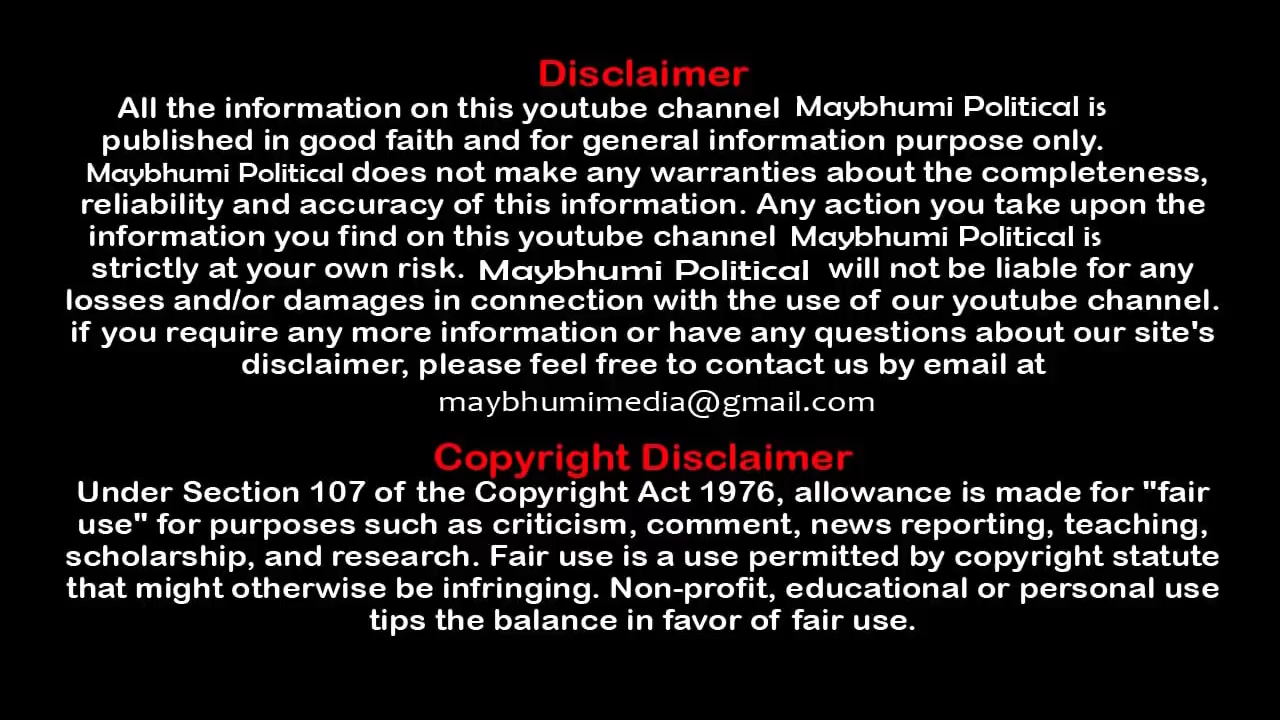 Disclaimer
All the information on this youtube channel Maybhumi Political is
published in good faith and for general information purpose only.
Maybhumi Political does not make any warranties about the completeness,
reliability and accuracy of this information. Any action you take upon the
information you find on this youtube channel Maybhumi Political is
strictly at your own risk. Maybhumi Political will not be liable for any
losses and/or damages in connection with the use of our youtube channel.
if you require any more information or have any questions about our site's
disclaimer, please feel free to contact us by email at
maybhumimedia@gmail.com
Copyright Disclaimer
Under Section 107 of the Copyright Act 1976, allowance is made for "fair
use" for purposes such as criticism, comment, news reporting, teaching,
scholarship, and research. Fair use is a use permitted by copyright statute
that might otherwise be infringing. Non-profit, educational or personal use
tips the balance in favor of fair use.